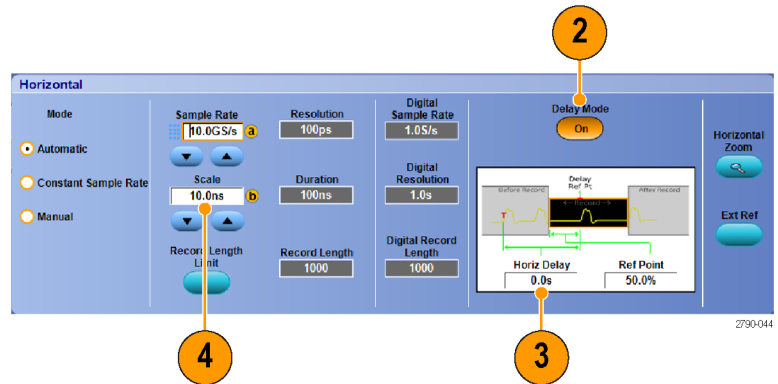 2
Horizontal
Mode
Automatic
Constant Sample Rate
Manual
Sample Rate
10.0GS/s
a
Scale
10.0ns
b
Record Length
Limit
Resolution
100ps
Duration
100ns
Record Length
1000
Digital
Sample Rate
1.0S/s
Digital
Resolution
1.0s
Digital Record
Length
1000
Delay Mode
On
Delay
Ref Pt
Before Record
Record
After Record
T
Horiz Delay
0.0s
Ref Point
50.0%
Horizontal
Zoom
Ext Ref
2790-044
4
3